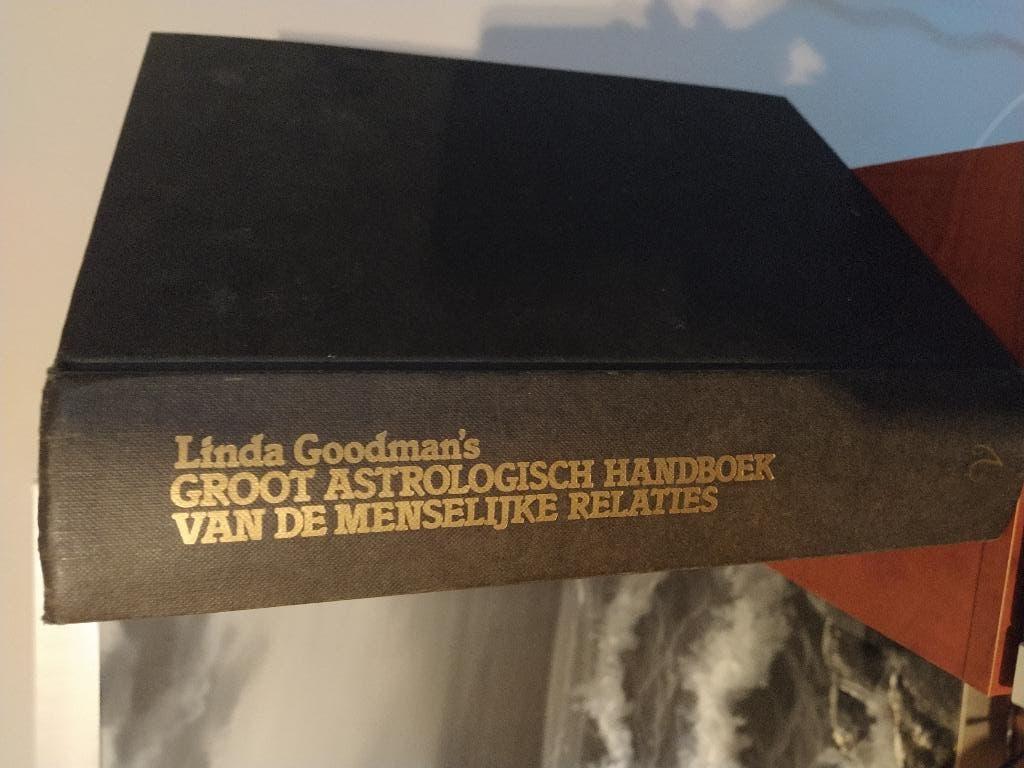 Linda Goodman's
GROOT ASTROLOGISCH HANDBOEK
VAN DE MENSELIJKE RELATIES